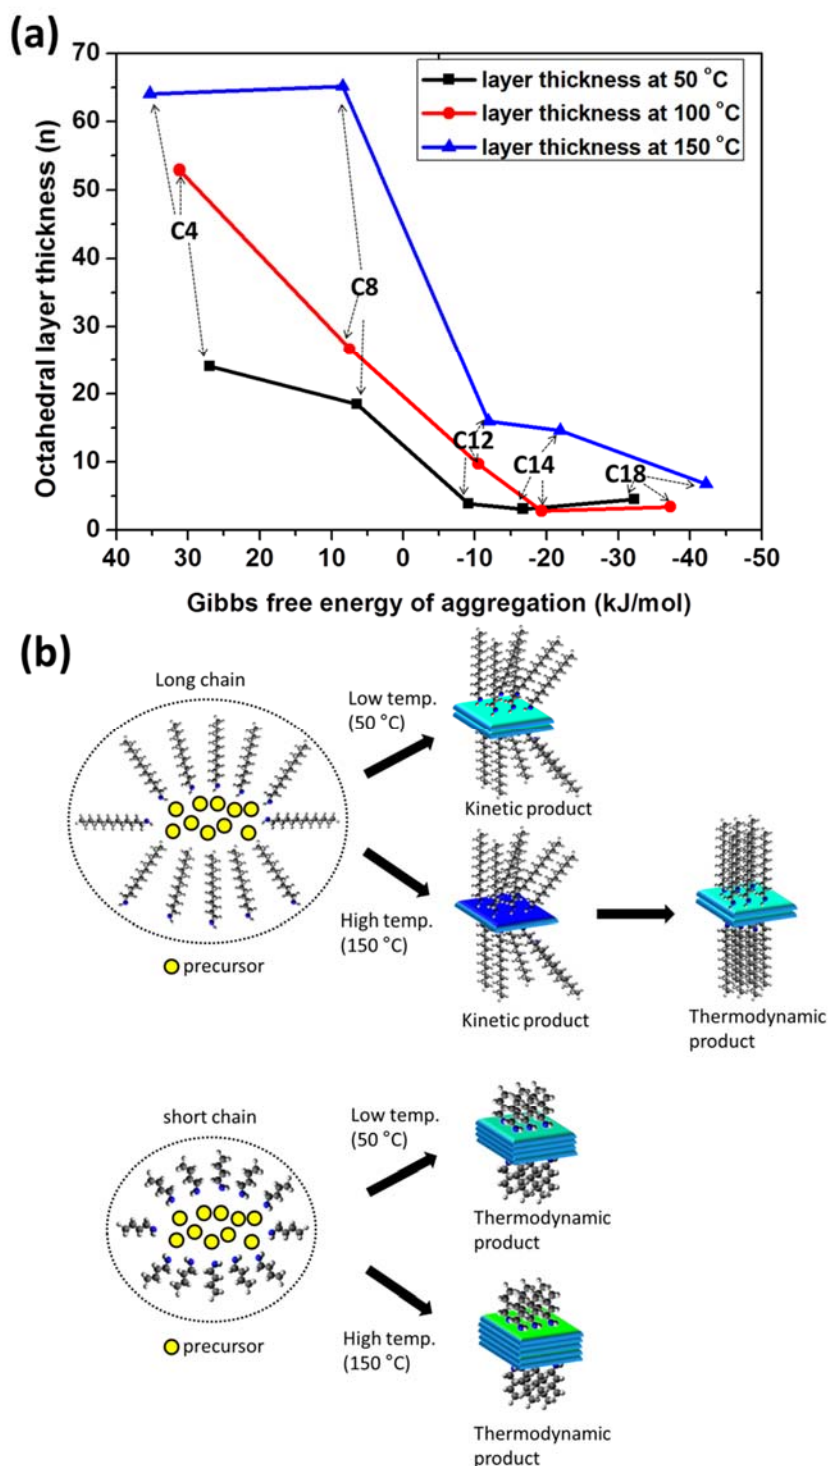 (a)
70
60
50
40
30
20
10
0
Octahedral layer thickness (n)
layer thickness at 50 °C
layer thickness at 100 °C
layer thickness at 150 °C
C4
C8
C12
C14
C18
40 30 20 10 0 -10 -20 -30 -40 -50
Gibbs free energy of aggregation (kJ/mol)
(b)
Long chain
Low temp.
(50 °C)
Kinetic product
High temp.
(150 °C)
precursor
Kinetic product
Thermodynamic
product
short chain
Low temp.
(50 °C)
Thermodynamic
product
High temp.
(150 °C)
precursor
Thermodynamic
product